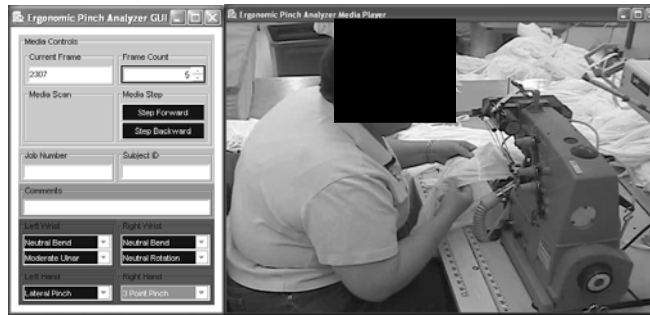 Ergonomic Pinch Analyzer GUI
Ergonomic Pinch Analyzer Media Player
Media Controls
Current Frame
Frame Count
2307
5
Media Scan
Media Step
Step Forward
Step Backward
Job Number
Subject ID
Comments
Left Wrist
Right Wrist
Neutral Bend
Neutral Bend
Moderate Ulnar
Neutral Rotation
Left Hand
Right Hand
Lateral Pinch
3 Point Pinch